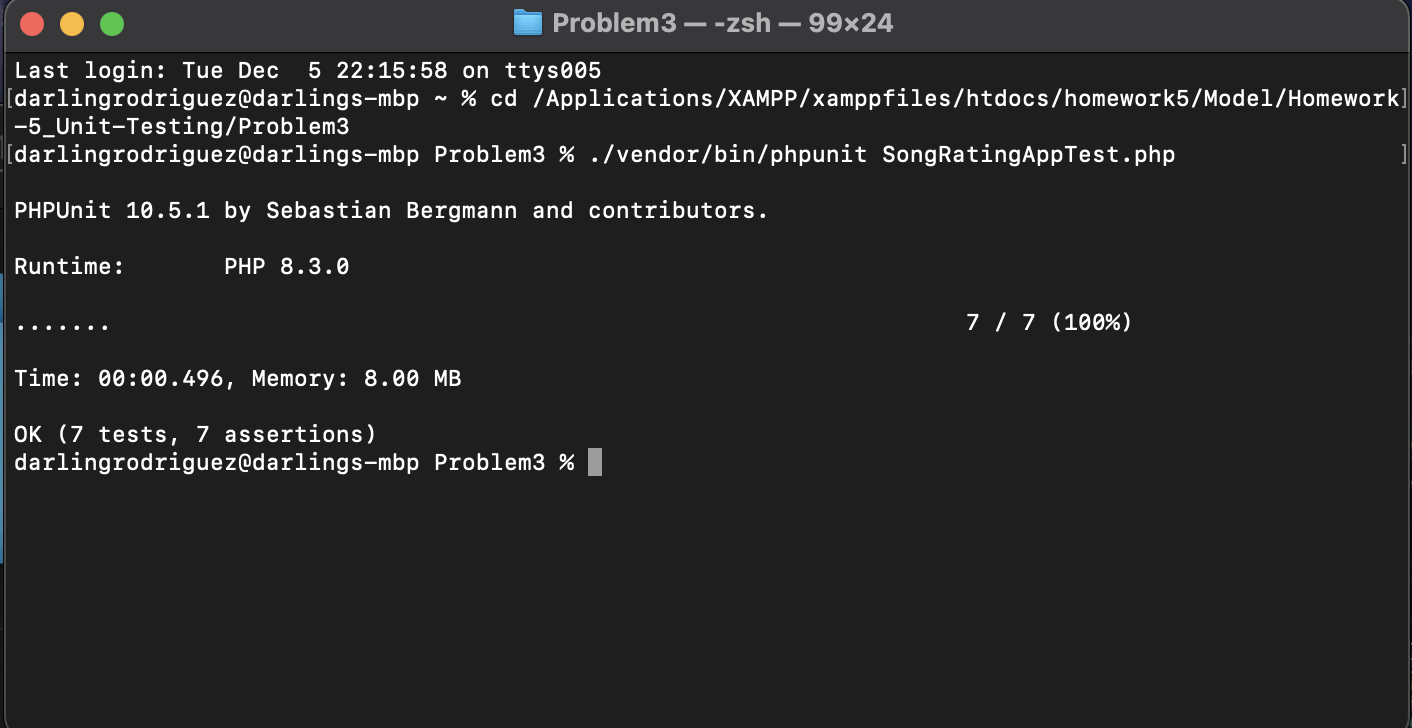 Problem3 — -zsh — 99×24
Last login: Tue Dec  5 22:15:58 on ttys005
[darlingrodriguez@darlings-mbp ~ % cd /Applications/XAMPP/xamppfiles/htdocs/homework5/Model/Homework]
-5_Unit-Testing/Problem3
[darlingrodriguez@darlings-mbp Problem3 % ./vendor/bin/phpunit SongRatingAppTest.php ]
PHPUnit 10.5.1 by Sebastian Bergmann and contributors.
Runtime:       PHP 8.3.0
.......                                                             7 / 7 (100%)
Time: 00:00.496, Memory: 8.00 MB
OK (7 tests, 7 assertions)
darlingrodriguez@darlings-mbp Problem3 %